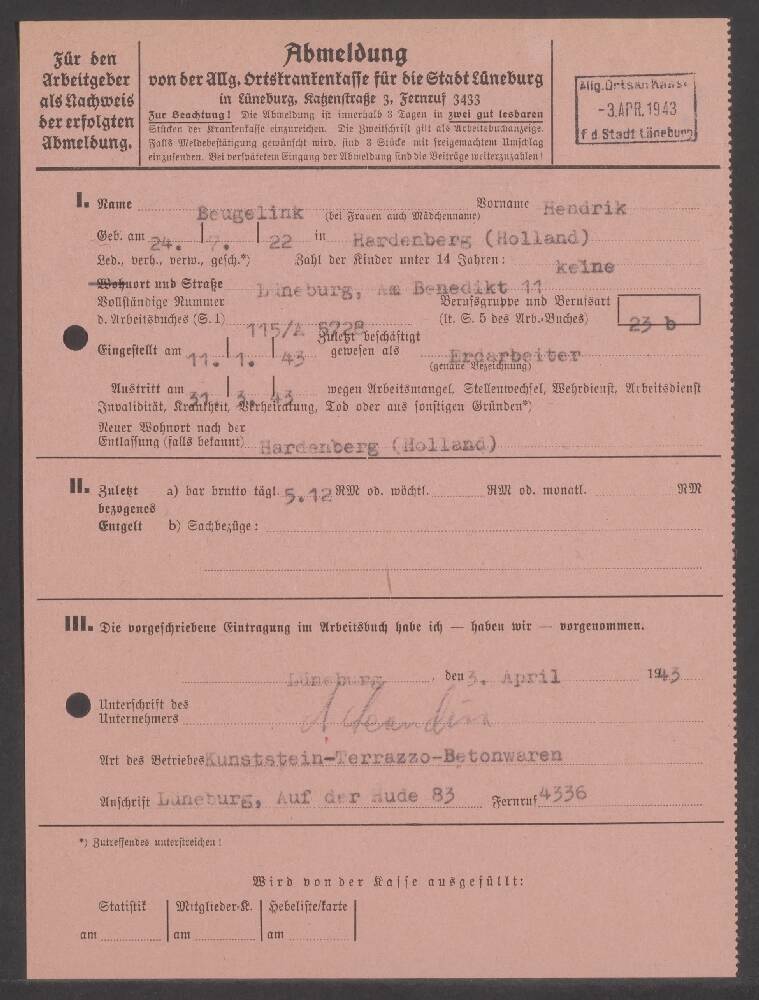 Für den
Arbeitgeber
als Nachweis
der erfolgten
Abmeldung.
Abmeldung
von der Allg. Ortskrankenkasse für die Stadt Lüneburg
in Lüneburg, Katzenstraße 3, Fernruf 3433
Zur Beachtung! Die Abmeldung ist innerhalb 3 Tagen in zwei gut lesbaren
Stücken der Krankenkasse einzureichen. Die Zweitschrift gilt als Arbeitsbuchanzeige.
Falls Meldebestätigung gewünscht wird, sind 3 Stücke mit freigemachtem Umschlag
einzusenden. Bei verspätetem Eingang der Abmeldung sind die Beiträge weiterzuzahlen!
Allg. Ortskrankenkasse
-3. APR. 1943
f. d. Stadt Lüneburg
I. Name Beugelink (bei Frauen auch Mädchenname) Vorname Hendrik
Geb. am 24. 7. 22 in Hardenberg (Holland)
Led., verh., verw., gesch.*) Zahl der Kinder unter 14 Jahren: keine
Wohnort und Straße Lüneburg, Am Benedikt 11
Vollständige Nummer Berufsgruppe und Berufsart
d. Arbeitsbuches (S. 1) 115/A 6228 (lt. S. 5 des Arb.-Buches) 23 b
Eingestellt am 11. 1. 43 Zuletzt beschäftigt gewesen als Erdarbeiter
(genaue Bezeichnung)
Austritt am 31. 3. 43 wegen Arbeitsmangel, Stellenwechsel, Wehrdienst, Arbeitsdienst
Invalidität, Krankheit, Verheiratung, Tod oder aus sonstigen Gründen*)
Neuer Wohnort nach der
Entlassung (falls bekannt) Hardenberg (Holland)
II. Zuletzt a) bar brutto tägl. 5.12 RM od. wöchtl. RM od. monatl. RM
bezogenes
Entgelt b) Sachbezüge:
III. Die vorgeschriebene Eintragung im Arbeitsbuch habe ich — haben wir — vorgenommen.
Lüneburg, den 3. April 1943
Unterschrift des
Unternehmers
Art des Betriebes Kunststein-Terrazzo-Betonwaren
Anschrift Lüneburg, Auf der Hude 83 Fernruf 4336
*) Zutreffendes unterstreichen!
Wird von der Kasse ausgefüllt:
Statistik Mitglieder-K. Hebeliste/karte
am am am